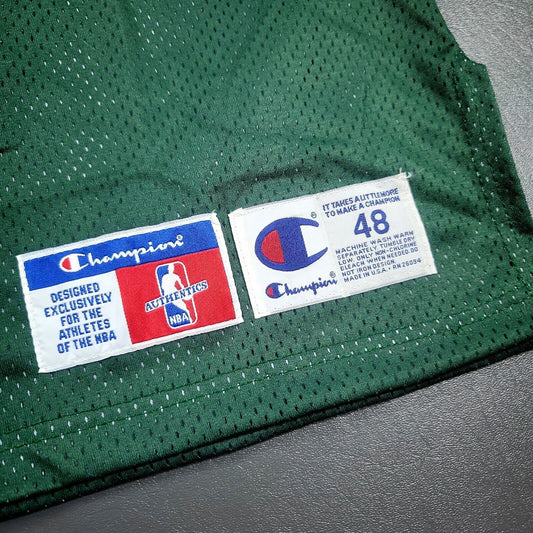 Champion
DESIGNED
EXCLUSIVELY
FOR THE
ATHLETES
OF THE NBA
AUTHENTICS
NBA
IT TAKES A LITTLE MORE
TO MAKE A CHAMPION
48
Champion
MACHINE WASH WARM
SEPARATELY TUMBLE DRY
LOW. ONLY NON-CHLORINE
BLEACH WHEN NEEDED. DO
NOT IRON DESIGN.
MADE IN U.S.A. RN 26094